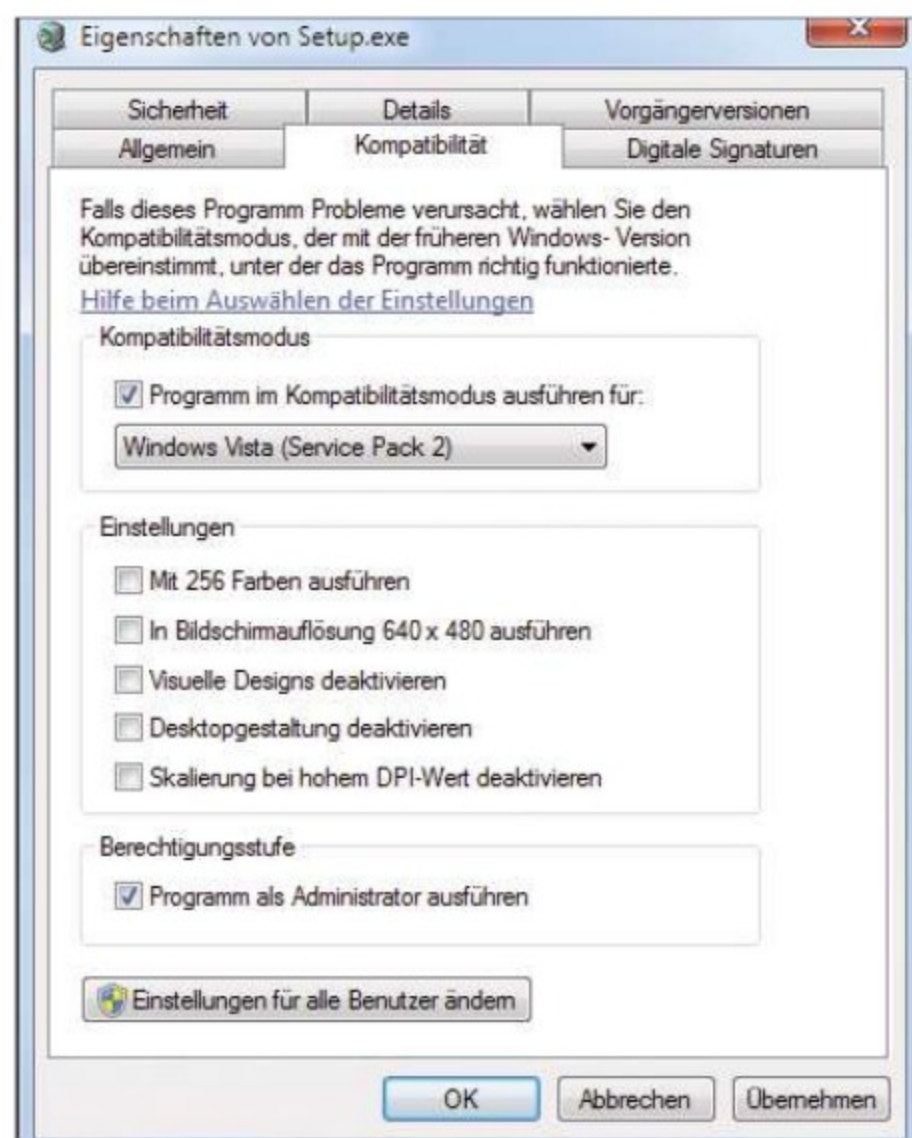 Eigenschaften von Setup.exe
Sicherheit Details Vorgängerversionen
Allgemein Kompatibilität Digitale Signaturen
Falls dieses Programm Probleme verursacht, wählen Sie den
Kompatibilitätsmodus, der mit der früheren Windows- Version
übereinstimmt, unter der das Programm richtig funktionierte.
Hilfe beim Auswählen der Einstellungen
Kompatibilitätsmodus
Programm im Kompatibilitätsmodus ausführen für:
Windows Vista (Service Pack 2)
Einstellungen
Mit 256 Farben ausführen
In Bildschirmauflösung 640 x 480 ausführen
Visuelle Designs deaktivieren
Desktopgestaltung deaktivieren
Skalierung bei hohem DPI-Wert deaktivieren
Berechtigungsstufe
Programm als Administrator ausführen
Einstellungen für alle Benutzer ändern
OK Abbrechen Übernehmen